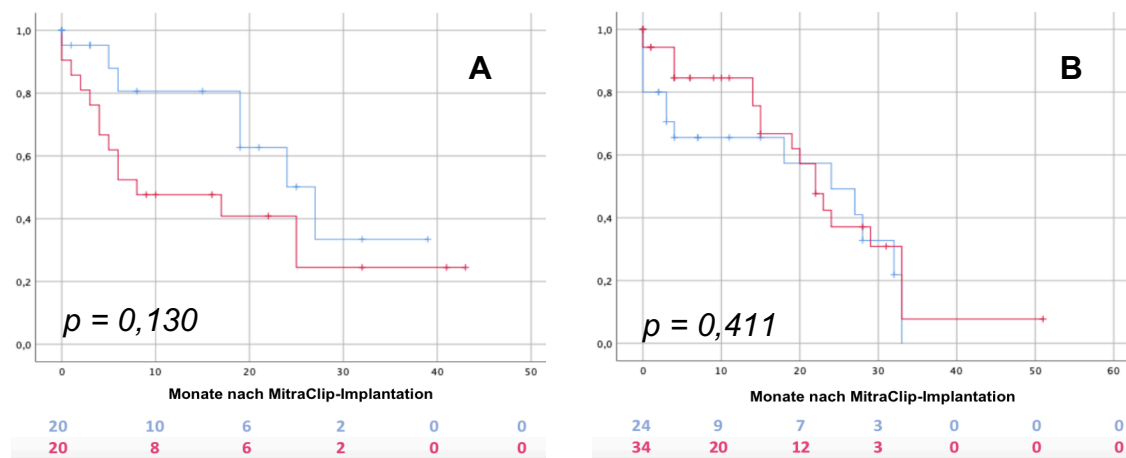 1,0
A
0,8
0,6
0,4
0,2
p = 0,130
0,0
0 10 20 30 40 50
Monate nach MitraClip-Implantation
20 10 6 2 0 0
20 8 6 2 0 0
1,0
B
0,8
0,6
0,4
0,2
p = 0,411
0,0
0 10 20 30 40 50 60
Monate nach MitraClip-Implantation
24 9 7 3 0 0 0
34 20 12 3 0 0 0